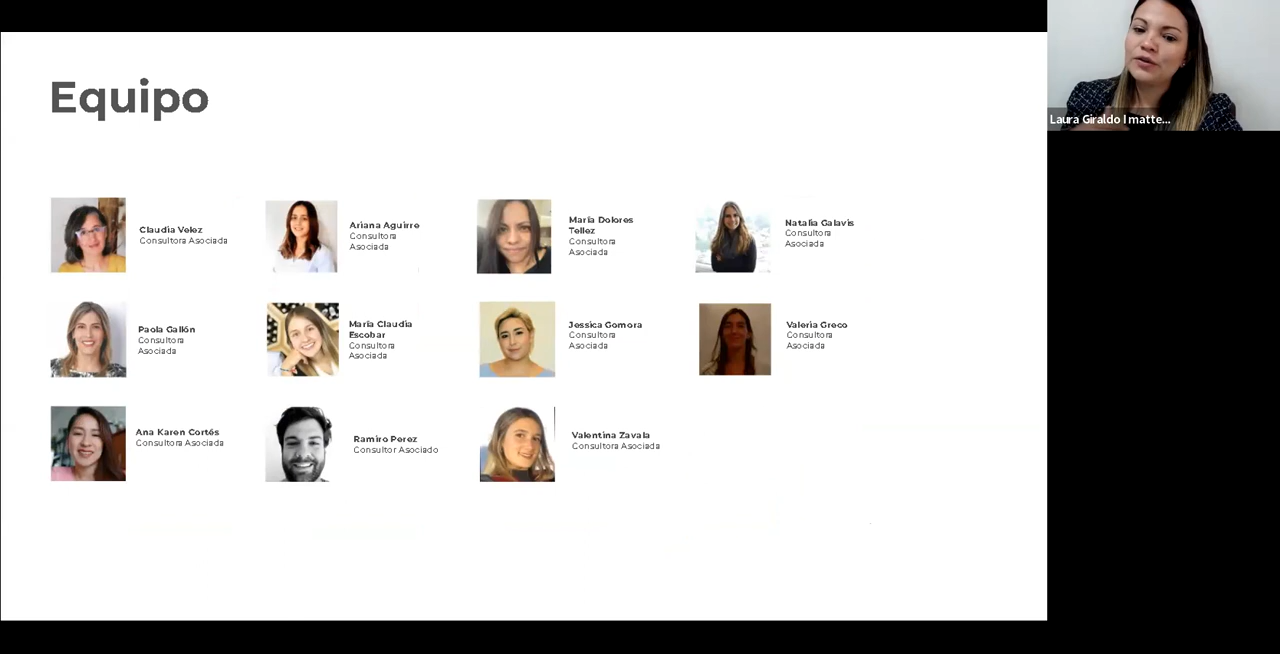 Equipo
Laura Giraldo I matte...
Claudia Velez
Consultora Asociada
Ariana Aguirre
Consultora
Asociada
María Dolores
Tellez
Consultora
Asociada
Natalia Galavis
Consultora
Asociada
Paola Gallón
Consultora
Asociada
María Claudia
Escobar
Consultora
Asociada
Jessica Gomora
Consultora
Asociada
Valeria Greco
Consultora
Asociada
Ana Karen Cortés
Consultora Asociada
Ramiro Perez
Consultor Asociado
Valentina Zavala
Consultora Asociada